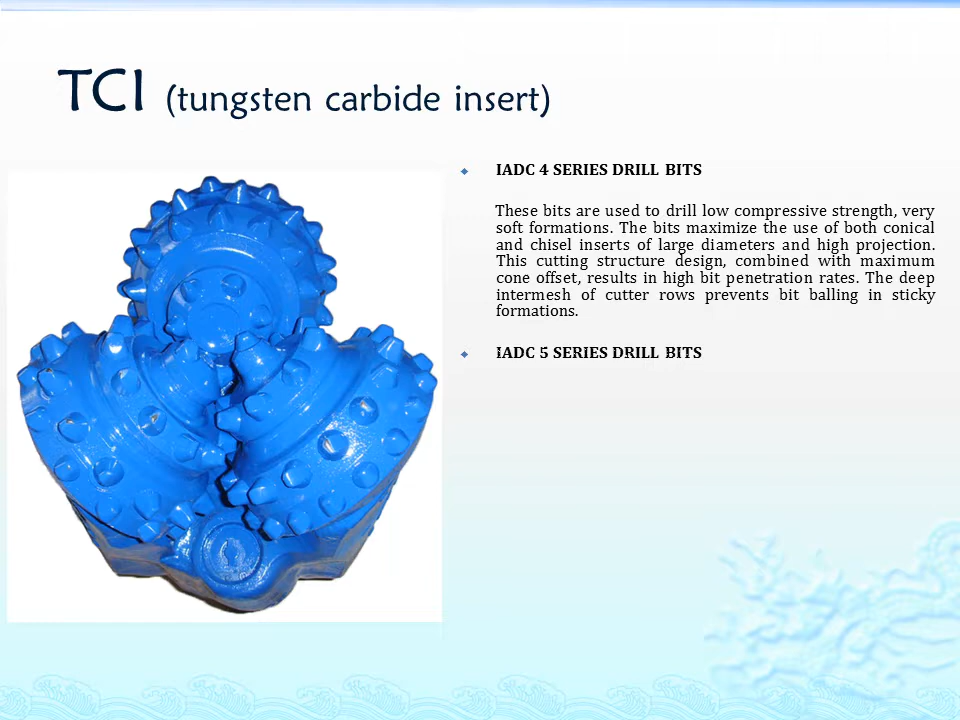 TCI (tungsten carbide insert)
IADC 4 SERIES DRILL BITS
These bits are used to drill low compressive strength, very
soft formations. The bits maximize the use of both conical
and chisel inserts of large diameters and high projection.
This cutting structure design, combined with maximum
cone offset, results in high bit penetration rates. The deep
intermesh of cutter rows prevents bit balling in sticky
formations.
IADC 5 SERIES DRILL BITS